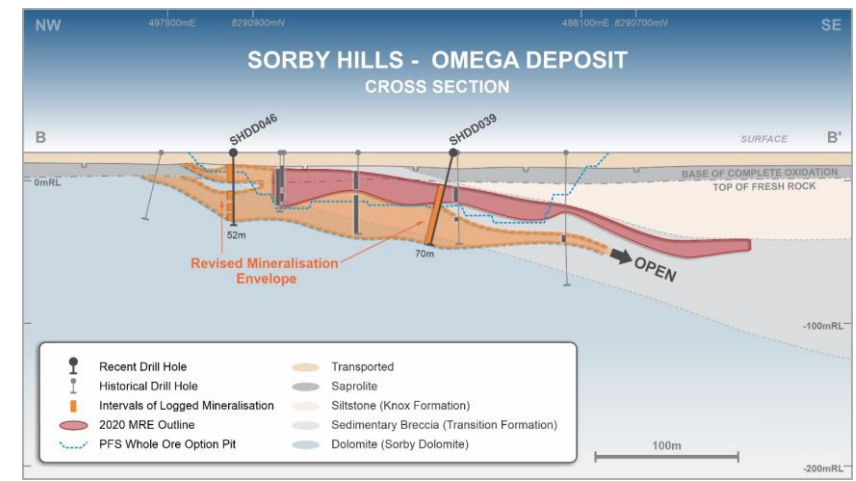 NW
497900mE
8290900mN
498100mE 8290700mN
SE
SORBY HILLS - OMEGA DEPOSIT
CROSS SECTION
B
SHDD046
SHDD039
SURFACE
B'
BASE OF COMPLETE OXIDATION
TOP OF FRESH ROCK
0mRL
52m
70m
Revised Mineralisation
Envelope
OPEN
-100mRL
Recent Drill Hole
Historical Drill Hole
Intervals of Logged Mineralisation
2020 MRE Outline
PFS Whole Ore Option Pit
Transported
Saprolite
Siltstone (Knox Formation)
Sedimentary Breccia (Transition Formation)
Dolomite (Sorby Dolomite)
100m
-200mRL